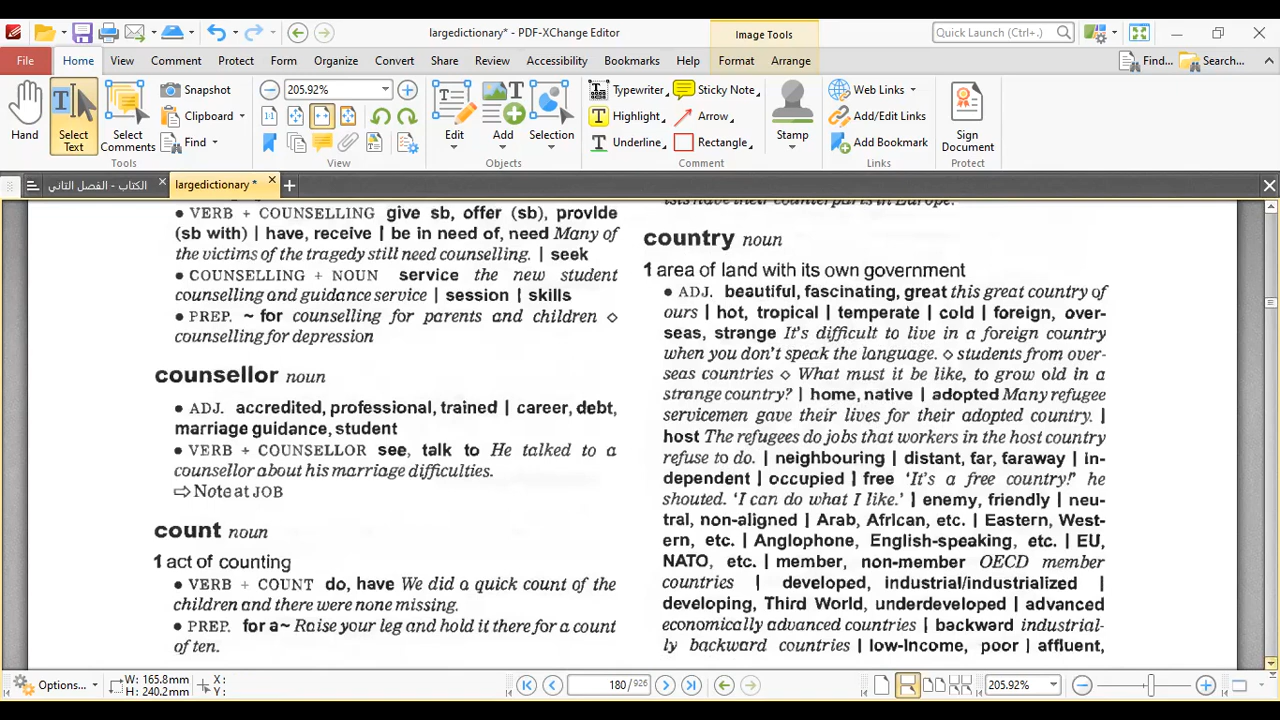 largedictionary* - PDF-XChange Editor
Image Tools
Quick Launch (Ctrl+.)
File Home View Comment Protect Form Organize Convert Share Review Accessibility Bookmarks Help Format Arrange
Find... Search...
Hand
Select Text
Select Comments
Snapshot
Clipboard
Find
Tools
205.92%
View
Edit
Add
Selection
Objects
Typewriter
Highlight
Underline
Sticky Note
Arrow
Rectangle
Comment
Stamp
Web Links
Add/Edit Links
Add Bookmark
Links
Sign Document
Protect
الكتاب - الفصل الثاني
largedictionary *
• VERB + COUNSELLING give sb, offer (sb), provide
(sb with) | have, receive | be in need of, need Many of
the victims of the tragedy still need counselling. | seek
• COUNSELLING + NOUN service the new student
counselling and guidance service | session | skills
• PREP. ~ for counselling for parents and children ◇
counselling for depression
counsellor noun
• ADJ. accredited, professional, trained | career, debt,
marriage guidance, student
• VERB + COUNSELLOR see, talk to He talked to a
counsellor about his marriage difficulties.
⇨ Note at JOB
count noun
1 act of counting
• VERB + COUNT do, have We did a quick count of the
children and there were none missing.
• PREP. for a ~ Raise your leg and hold it there for a count
of ten.
ists have their counterparts in Europe.
country noun
1 area of land with its own government
• ADJ. beautiful, fascinating, great this great country of
ours | hot, tropical | temperate | cold | foreign, over-
seas, strange It's difficult to live in a foreign country
when you don't speak the language. ◇ students from over-
seas countries ◇ What must it be like, to grow old in a
strange country? | home, native | adopted Many refugee
servicemen gave their lives for their adopted country. |
host The refugees do jobs that workers in the host country
refuse to do. | neighbouring | distant, far, faraway | in-
dependent | occupied | free 'It's a free country!' he
shouted. 'I can do what I like.' | enemy, friendly | neu-
tral, non-aligned | Arab, African, etc. | Eastern, West-
ern, etc. | Anglophone, English-speaking, etc. | EU,
NATO, etc. | member, non-member OECD member
countries | developed, industrial/industrialized |
developing, Third World, underdeveloped | advanced
economically advanced countries | backward industrial-
ly backward countries | low-income, poor | affluent,
Options...
W: 165.8mm
H: 240.2mm
X:
Y:
180 / 926
205.92%